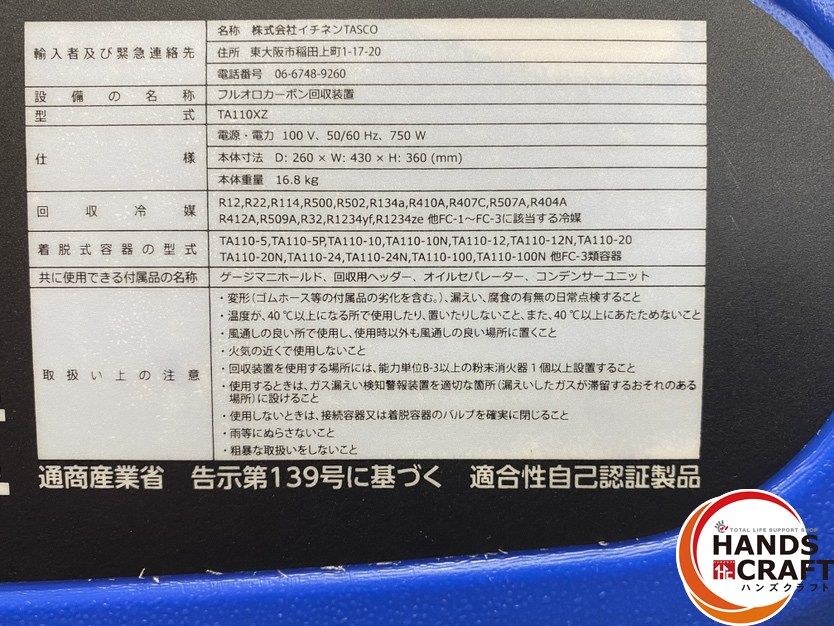 輸入者及び緊急連絡先
名称 株式会社イチネンTASCO
住所 東大阪市稲田上町1-17-20
電話番号 06-6748-9260
設備の名称 フルオロカーボン回収装置
型式 TA110XZ
仕様
電源・電力 100 V、50/60 Hz、750 W
本体寸法 D: 260 × W: 430 × H: 360 (mm)
本体重量 16.8 kg
回収冷媒
R12,R22,R114,R500,R502,R134a,R410A,R407C,R507A,R404A
R412A,R509A,R32,R1234yf,R1234ze 他FC-1～FC-3に該当する冷媒
着脱式容器の型式
TA110-5,TA110-5P,TA110-10,TA110-10N,TA110-12,TA110-12N,TA110-20
TA110-20N,TA110-24,TA110-24N,TA110-100,TA110-100N 他FC-3類容器
共に使用できる付属品の名称 ゲージマニホールド、回収用ヘッダー、オイルセパレーター、コンデンサーユニット
取扱い上の注意
・変形(ゴムホース等の付属品の劣化を含む。)、漏えい、腐食の有無の日常点検すること
・温度が、40℃以上になる所で使用したり、置いたりしないこと、また、40℃以上にあたためないこと
・風通しの良い所で使用し、使用時以外も風通しの良い場所に置くこと
・火気の近くで使用しないこと
・回収装置を使用する場所には、能力単位B-3以上の粉末消火器1個以上設置すること
・使用するときは、ガス漏えい検知警報装置を適切な箇所(漏えいしたガスが滞留するおそれのある
場所)に設けること
・使用しないときは、接続容器又は着脱容器のバルブを確実に閉じること
・雨等にぬらさないこと
・粗暴な取扱いをしないこと
通商産業省 告示第139号に基づく 適合性自己認証製品
TOTAL LIFE SUPPORT SHOP
HANDS
CRAFT
ハンズクラフト